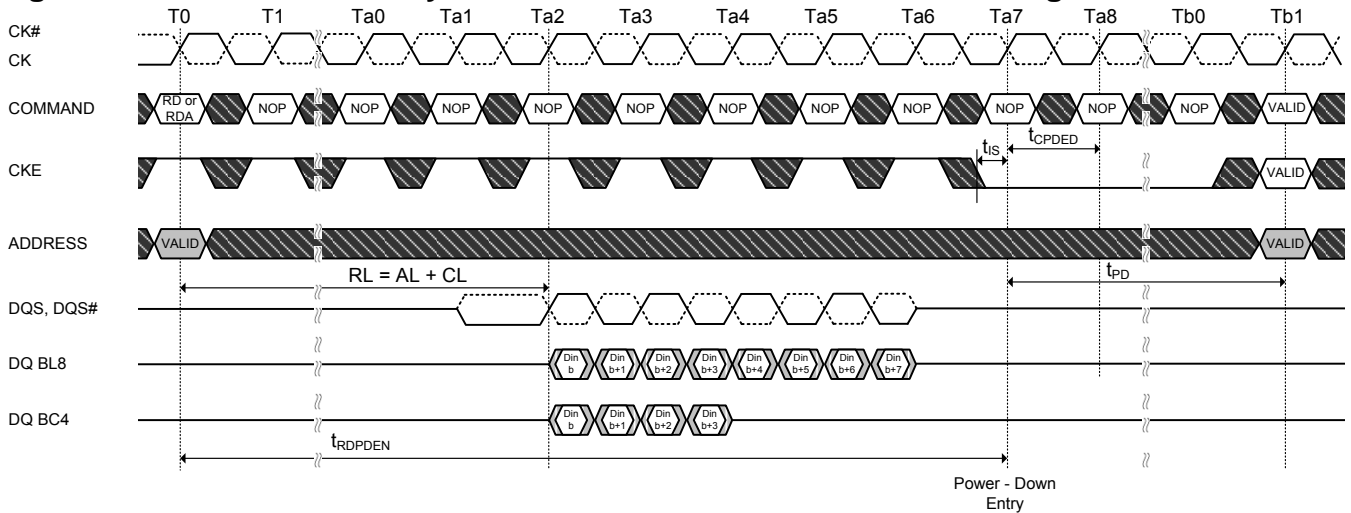 T0 T1 Ta0 Ta1 Ta2 Ta3 Ta4 Ta5 Ta6 Ta7 Ta8 Tb0 Tb1
CK#
CK
COMMAND RD or RDA NOP NOP NOP NOP NOP NOP NOP NOP NOP NOP NOP VALID
tIS tCPDED
CKE VALID
ADDRESS VALID VALID
RL = AL + CL tPD
DQS, DQS#
DQ BL8 Din b Din b+1 Din b+2 Din b+3 Din b+4 Din b+5 Din b+6 Din b+7
DQ BC4 Din b Din b+1 Din b+2 Din b+3
tRDPDEN
Power - Down
Entry